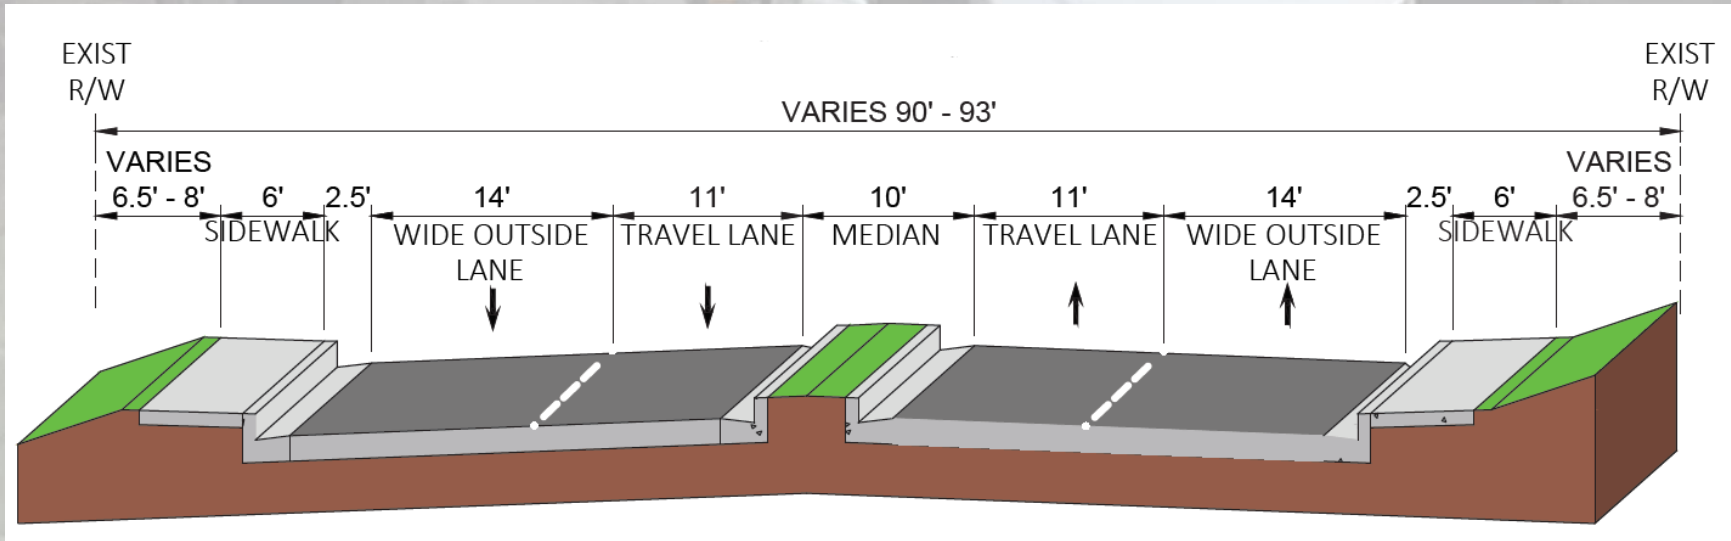 EXIST
R/W
EXIST
R/W
VARIES 90' - 93'
VARIES
VARIES
6.5' - 8' 6' 2.5' 14' 11' 10' 11' 14' 2.5' 6' 6.5' - 8'
SIDEWALK WIDE OUTSIDE TRAVEL LANE MEDIAN TRAVEL LANE WIDE OUTSIDE SIDEWALK
LANE LANE